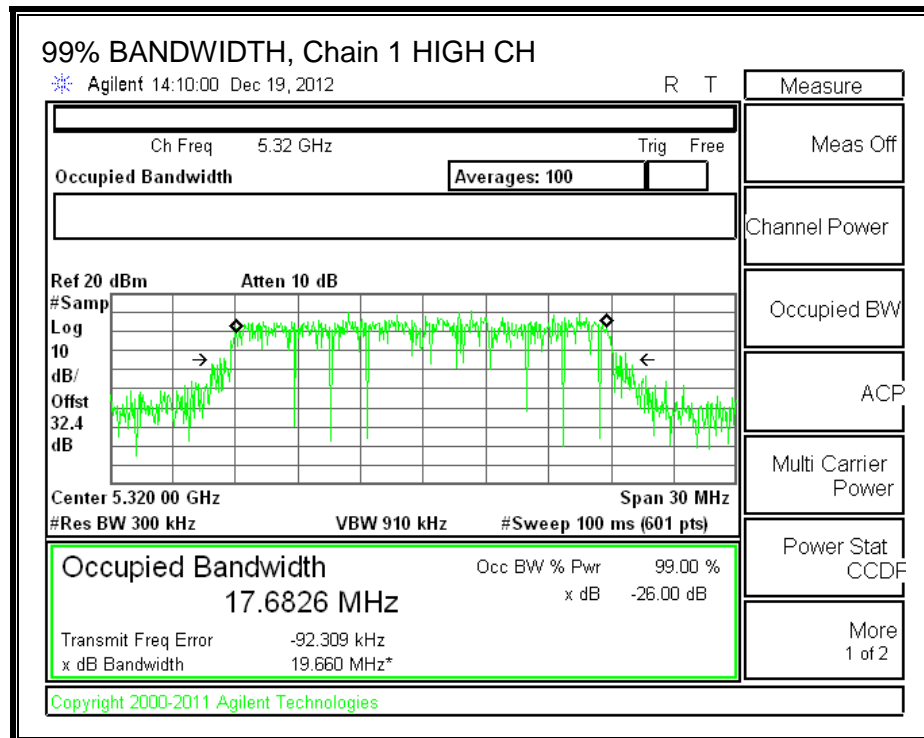 99% BANDWIDTH, Chain 1 HIGH CH
Agilent 14:10:00 Dec 19, 2012 R T
Measure
Ch Freq 5.32 GHz Trig Free
Occupied Bandwidth Averages: 100
Ref 20 dBm Atten 10 dB
#Samp
Log
10
dB/
Offst
32.4
dB
Center 5.320 00 GHz Span 30 MHz
#Res BW 300 kHz VBW 910 kHz #Sweep 100 ms (601 pts)
Occupied Bandwidth Occ BW % Pwr 99.00 %
17.6826 MHz x dB -26.00 dB
Transmit Freq Error -92.309 kHz
x dB Bandwidth 19.660 MHz*
Meas Off
Channel Power
Occupied BW
ACP
Multi Carrier
Power
Power Stat
CCDF
More
1 of 2
Copyright 2000-2011 Agilent Technologies